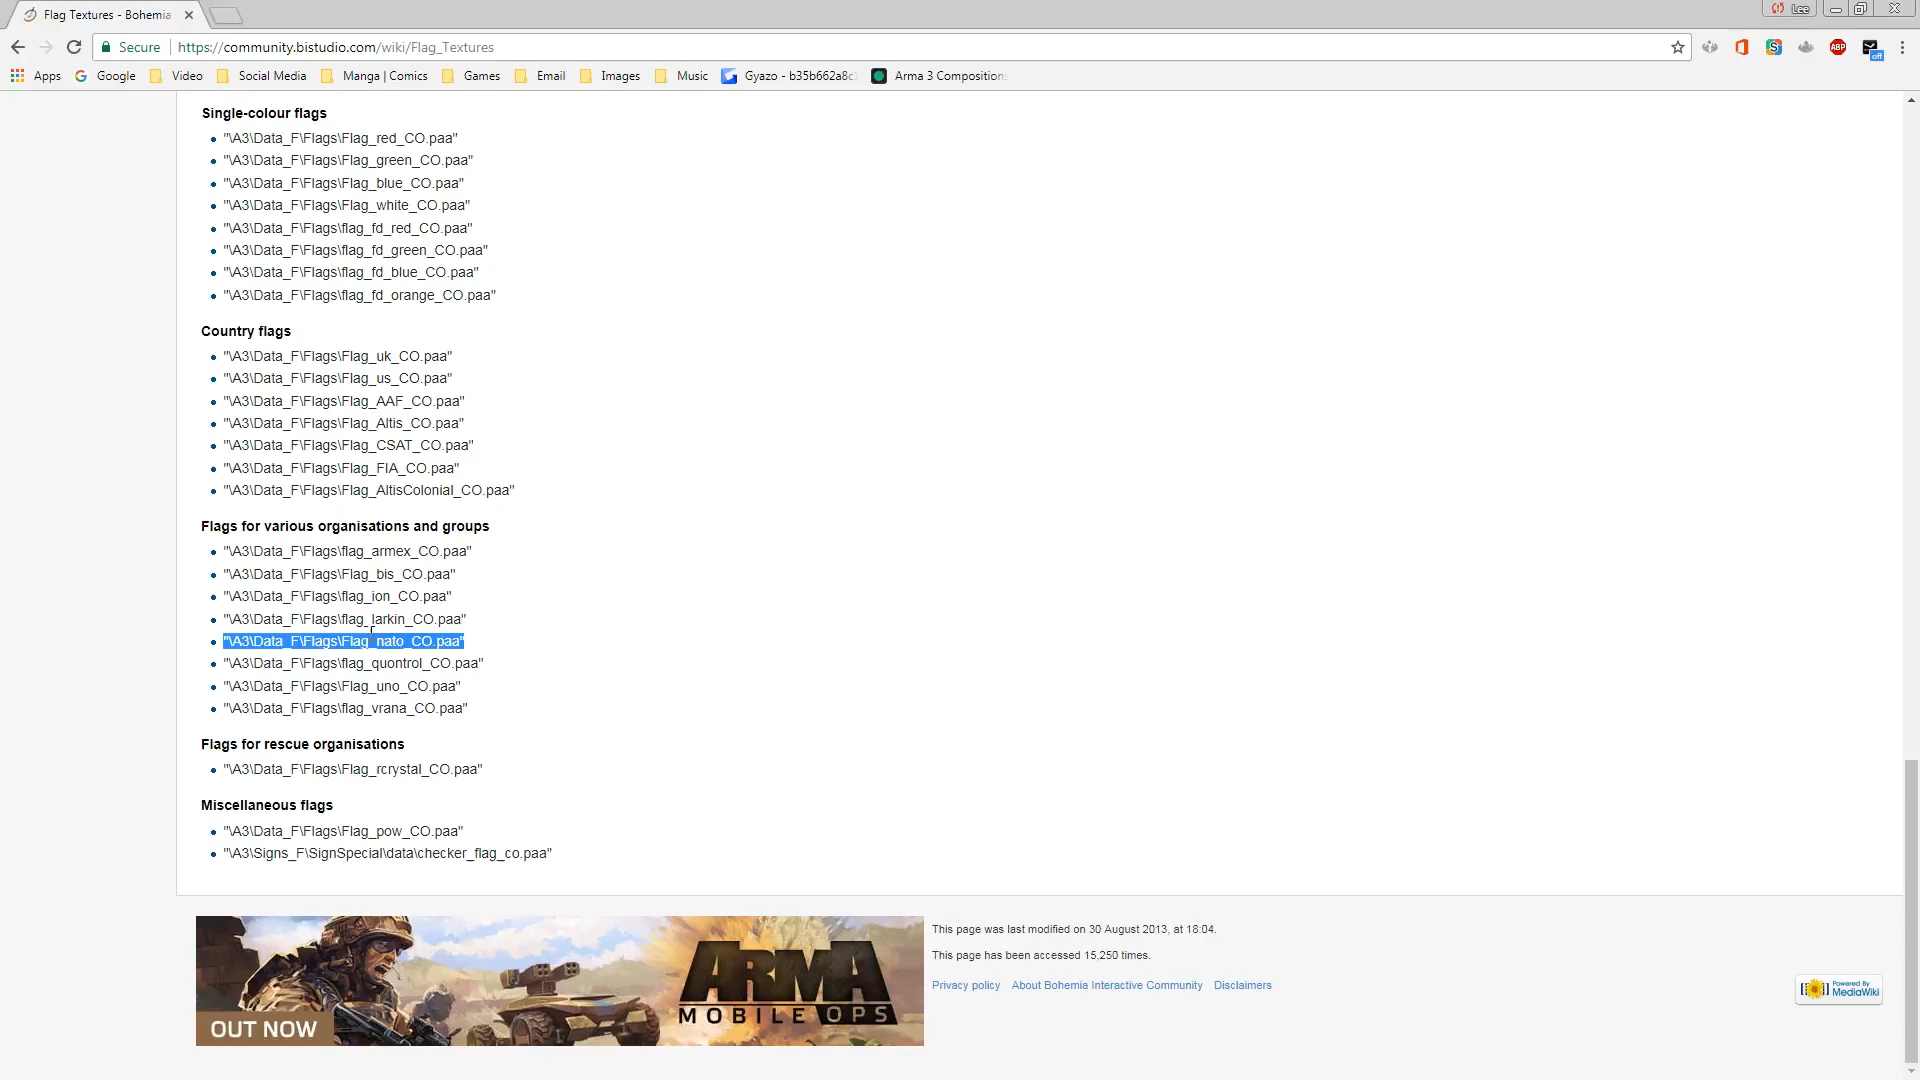 Flag Textures - Bohemia
Lee
Secure
https://community.bistudio.com/wiki/Flag_Textures
ABP
off
Apps
Google
Video
Social Media
Manga | Comics
Games
Email
Images
Music
Gyazo - b35b662a8c
Arma 3 Composition
Single-colour flags
"\A3\Data_F\Flags\Flag_red_CO.paa"
"\A3\Data_F\Flags\Flag_green_CO.paa"
"\A3\Data_F\Flags\Flag_blue_CO.paa"
"\A3\Data_F\Flags\Flag_white_CO.paa"
"\A3\Data_F\Flags\flag_fd_red_CO.paa"
"\A3\Data_F\Flags\flag_fd_green_CO.paa"
"\A3\Data_F\Flags\flag_fd_blue_CO.paa"
"\A3\Data_F\Flags\flag_fd_orange_CO.paa"
Country flags
"\A3\Data_F\Flags\Flag_uk_CO.paa"
"\A3\Data_F\Flags\Flag_us_CO.paa"
"\A3\Data_F\Flags\Flag_AAF_CO.paa"
"\A3\Data_F\Flags\Flag_Altis_CO.paa"
"\A3\Data_F\Flags\Flag_CSAT_CO.paa"
"\A3\Data_F\Flags\Flag_FIA_CO.paa"
"\A3\Data_F\Flags\Flag_AltisColonial_CO.paa"
Flags for various organisations and groups
"\A3\Data_F\Flags\flag_armex_CO.paa"
"\A3\Data_F\Flags\Flag_bis_CO.paa"
"\A3\Data_F\Flags\flag_ion_CO.paa"
"\A3\Data_F\Flags\flag_larkin_CO.paa"
"\A3\Data_F\Flags\Flag_nato_CO.paa"
"\A3\Data_F\Flags\flag_quontrol_CO.paa"
"\A3\Data_F\Flags\Flag_uno_CO.paa"
"\A3\Data_F\Flags\flag_vrana_CO.paa"
Flags for rescue organisations
"\A3\Data_F\Flags\Flag_rcrystal_CO.paa"
Miscellaneous flags
"\A3\Data_F\Flags\Flag_pow_CO.paa"
"\A3\Signs_F\SignSpecial\data\checker_flag_co.paa"
ARMA
MOBILE OPS
OUT NOW
This page was last modified on 30 August 2013, at 18:04.
This page has been accessed 15,250 times.
Privacy policy About Bohemia Interactive Community Disclaimers
Powered By
MediaWiki